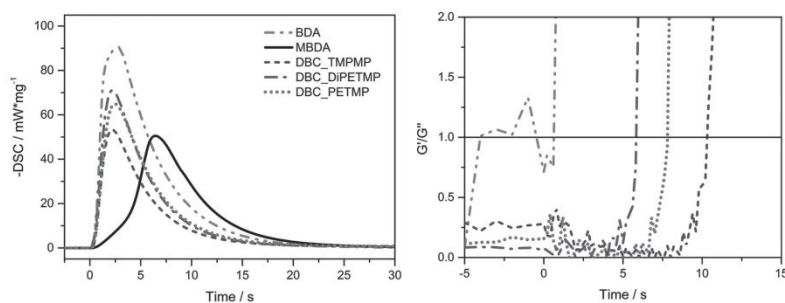 100
80
60
40
20
0
-DSC / mW*mg⁻¹
BDA
MBDA
DBC_TMPMP
DBC_DiPETMP
DBC_PETMP
0 5 10 15 20 25 30
Time / s
2.0
1.5
1.0
0.5
0.0
G'/G"
-5 0 5 10 15
Time / s